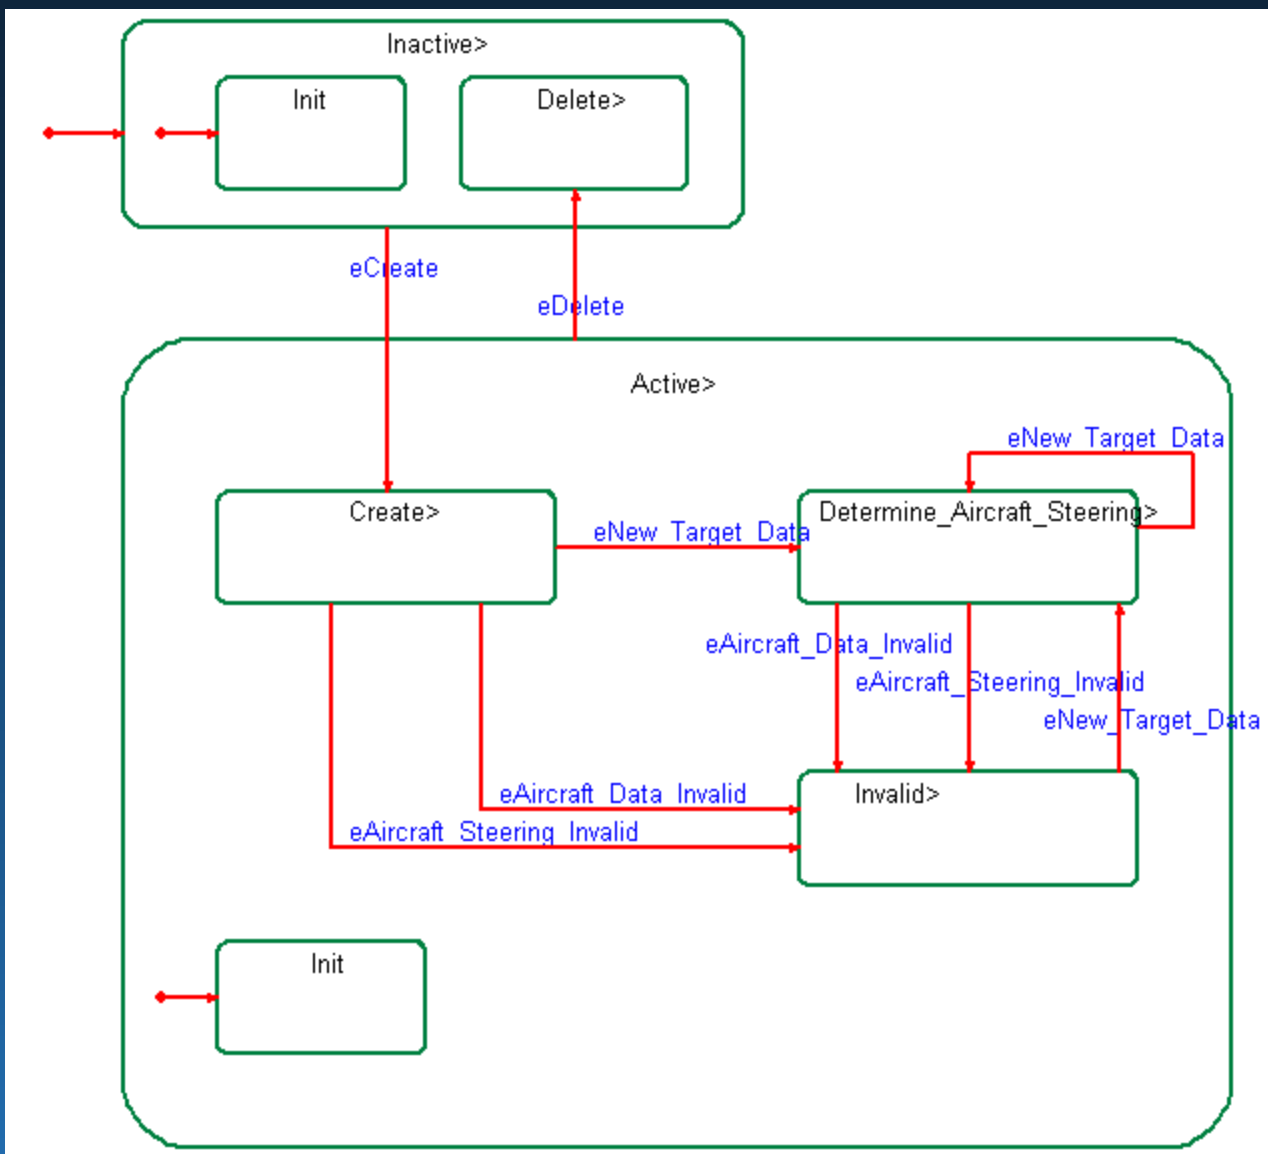 Inactive>
Init
Delete>
eCreate
eDelete
Active>
eNew_Target_Data
Create>
Determine_Aircraft_Steering>
eNew_Target_Data
eAircraft_Data_Invalid
eAircraft_Steering_Invalid
eNew_Target_Data
eAircraft_Data_Invalid
Invalid>
eAircraft_Steering_Invalid
Init